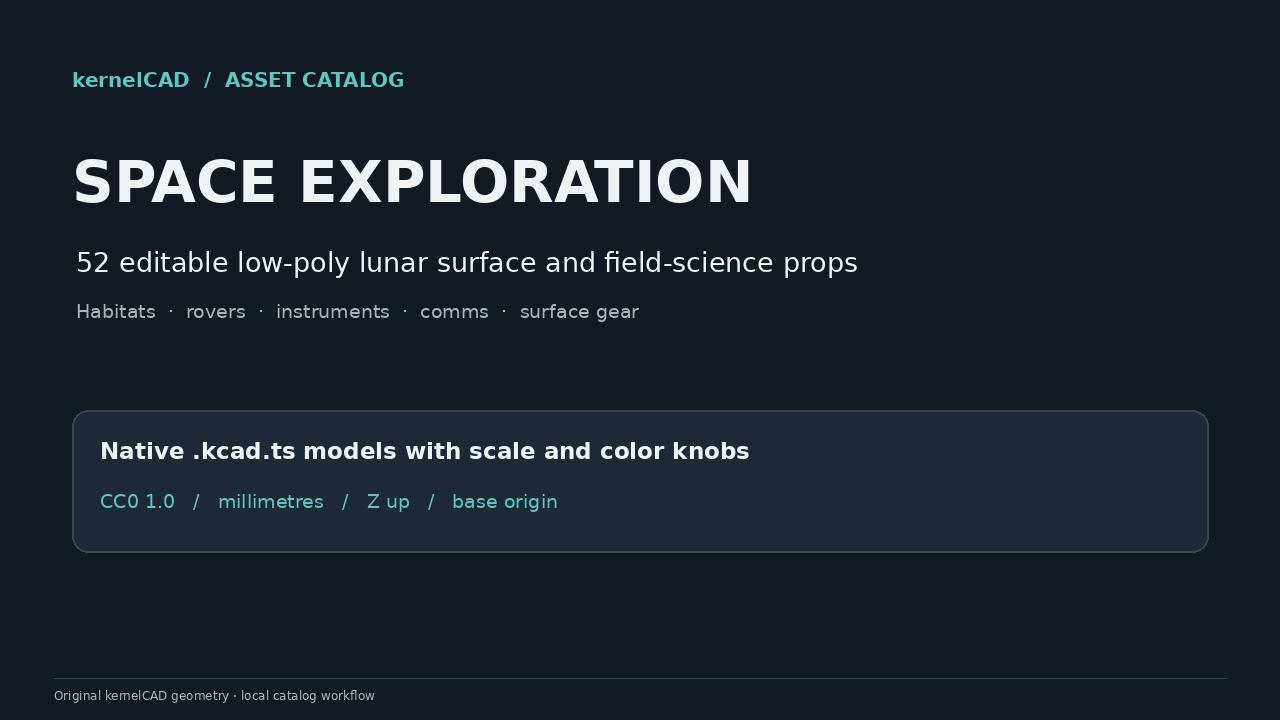 kernelCAD / ASSET CATALOG
SPACE EXPLORATION
52 editable low-poly lunar surface and field-science props
Habitats · rovers · instruments · comms · surface gear
Native .kcad.ts models with scale and color knobs
CC0 1.0 / millimetres / Z up / base origin
Original kernelCAD geometry · local catalog workflow